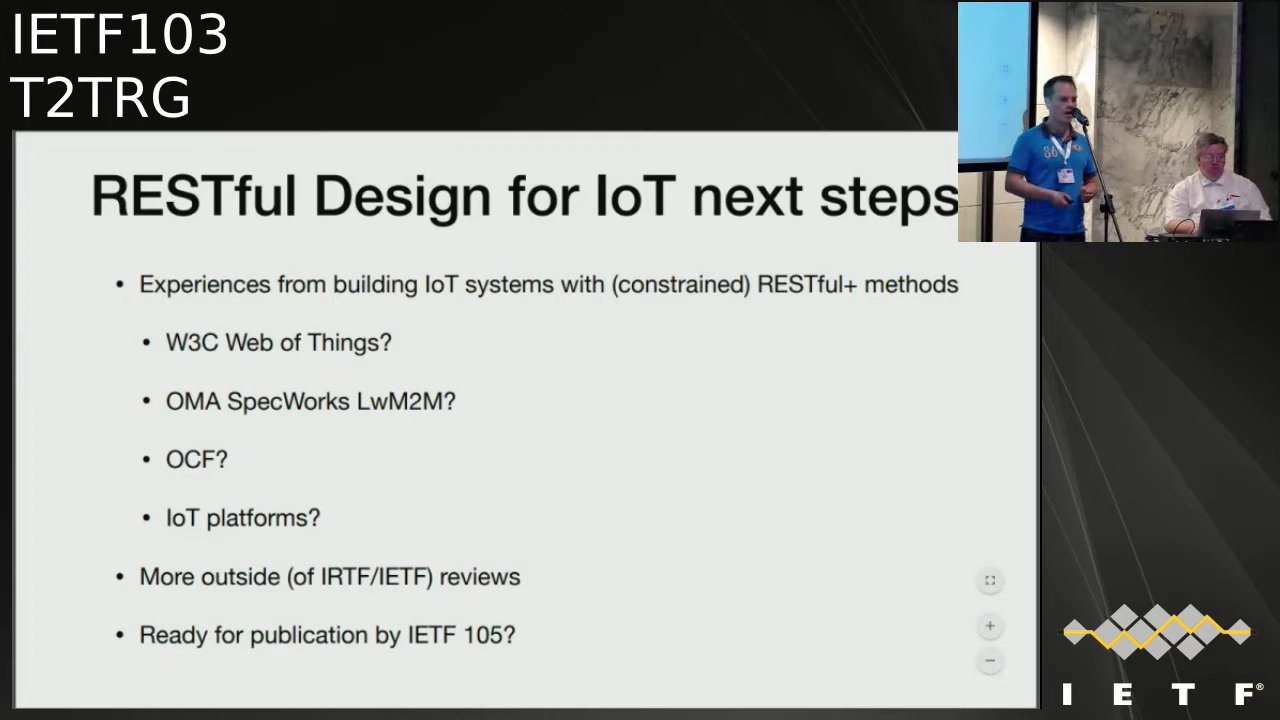 IETF103
T2TRG
RESTful Design for IoT next steps
• Experiences from building IoT systems with (constrained) RESTful+ methods
• W3C Web of Things?
• OMA SpecWorks LwM2M?
• OCF?
• IoT platforms?
• More outside (of IRTF/IETF) reviews
• Ready for publication by IETF 105?
I E T F®